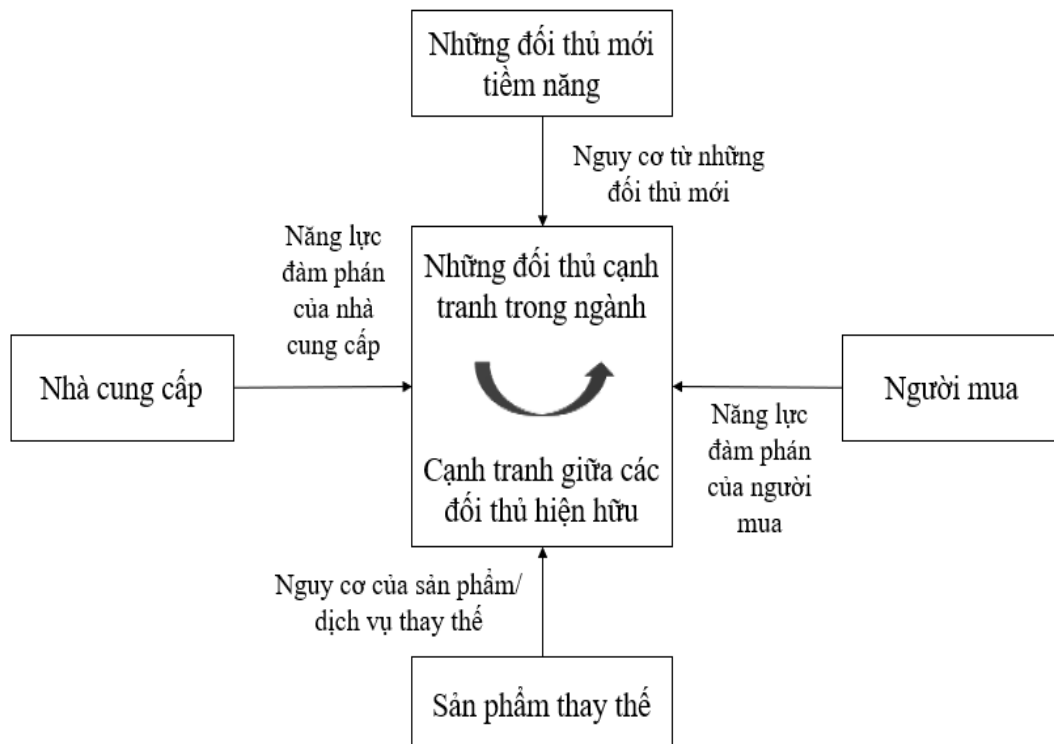 Những đối thủ mới
tiềm năng
Nguy cơ từ những
đối thủ mới
Năng lực
đàm phán
của nhà
cung cấp
Những đối thủ cạnh
tranh trong ngành
Nhà cung cấp
Người mua
Năng lực
đàm phán
của người
mua
Cạnh tranh giữa các
đối thủ hiện hữu
Nguy cơ của sản phẩm/
dịch vụ thay thế
Sản phẩm thay thế